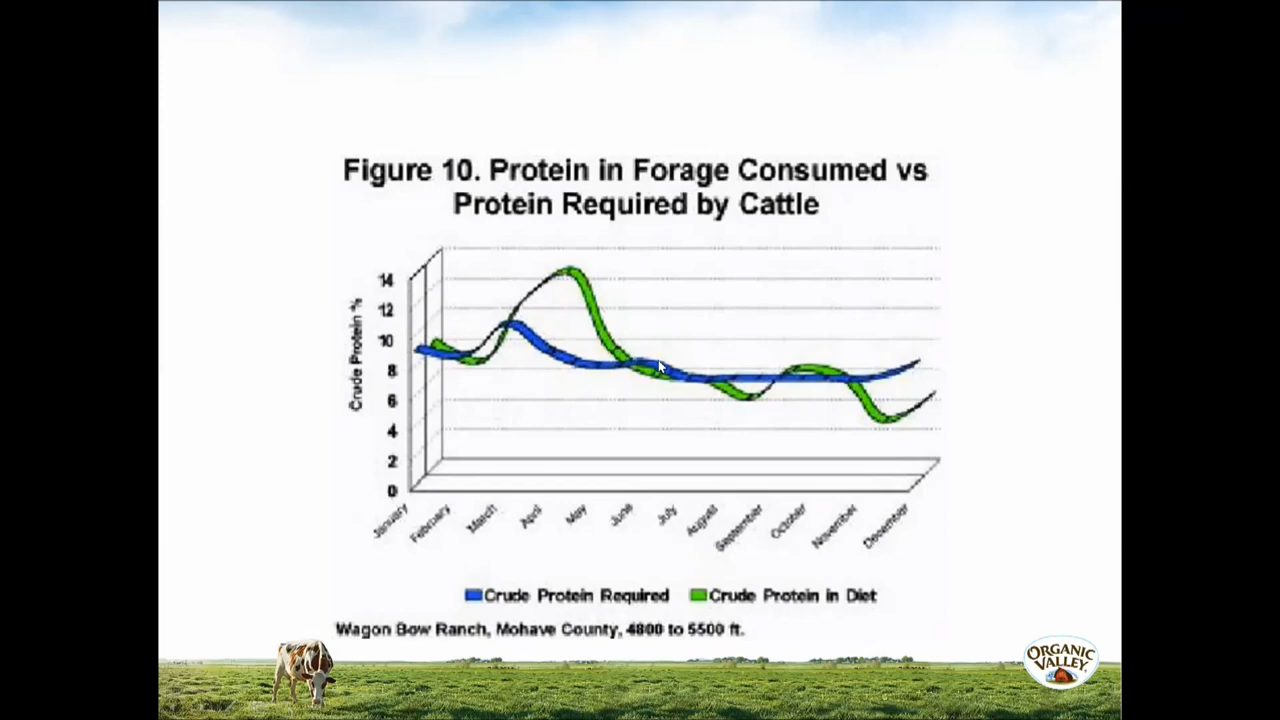 Figure 10. Protein in Forage Consumed vs
Protein Required by Cattle
Crude Protein %
14
12
10
8
6
4
2
0
January
February
March
April
May
June
July
August
September
October
November
December
Crude Protein Required
Crude Protein in Diet
Wagon Bow Ranch, Mohave County, 4800 to 5500 ft.
ORGANIC
VALLEY